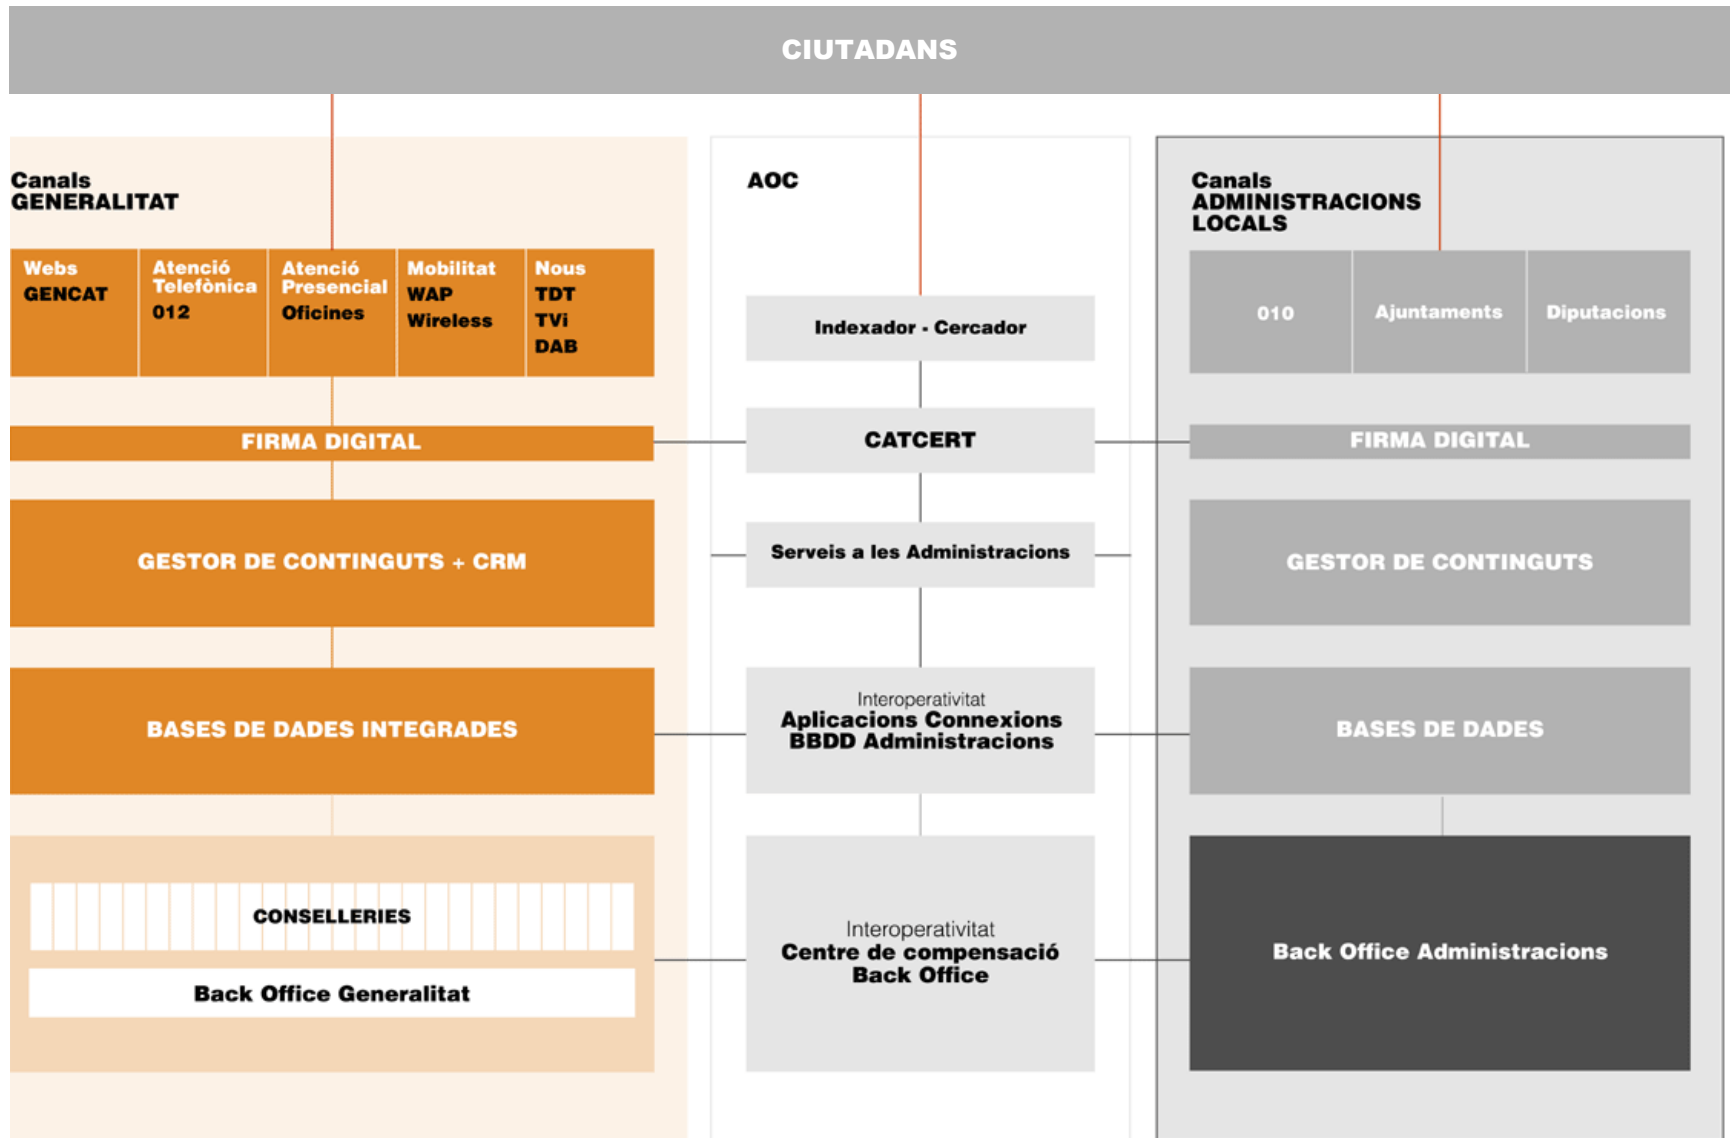 CIUTADANS
Canals
GENERALITAT
Webs
GENCAT
Atenció
Telefònica
012
Atenció
Presencial
Oficines
Mobilitat
WAP
Wireless
Nous
TDT
TVi
DAB
FIRMA DIGITAL
GESTOR DE CONTINGUTS + CRM
BASES DE DADES INTEGRADES
CONSELLERIES
Back Office Generalitat
AOC
Indexador - Cercador
CATCERT
Serveis a les Administracions
Interoperativitat
Aplicacions Connexions
BBDD Administracions
Interoperativitat
Centre de compensació
Back Office
Canals
ADMINISTRACIONS
LOCALS
010
Ajuntaments
Diputacions
FIRMA DIGITAL
GESTOR DE CONTINGUTS
BASES DE DADES
Back Office Administracions